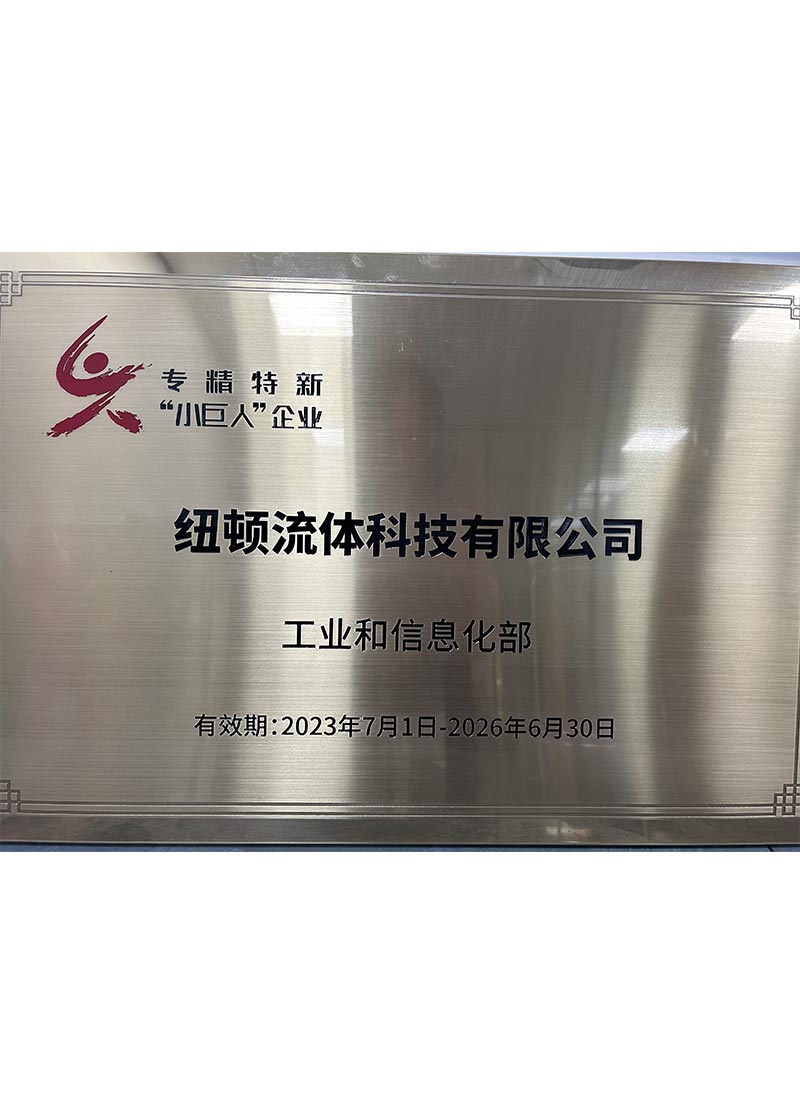 专精特新
“小巨人”企业
纽顿流体科技有限公司
工业和信息化部
有效期：2023年7月1日-2026年6月30日